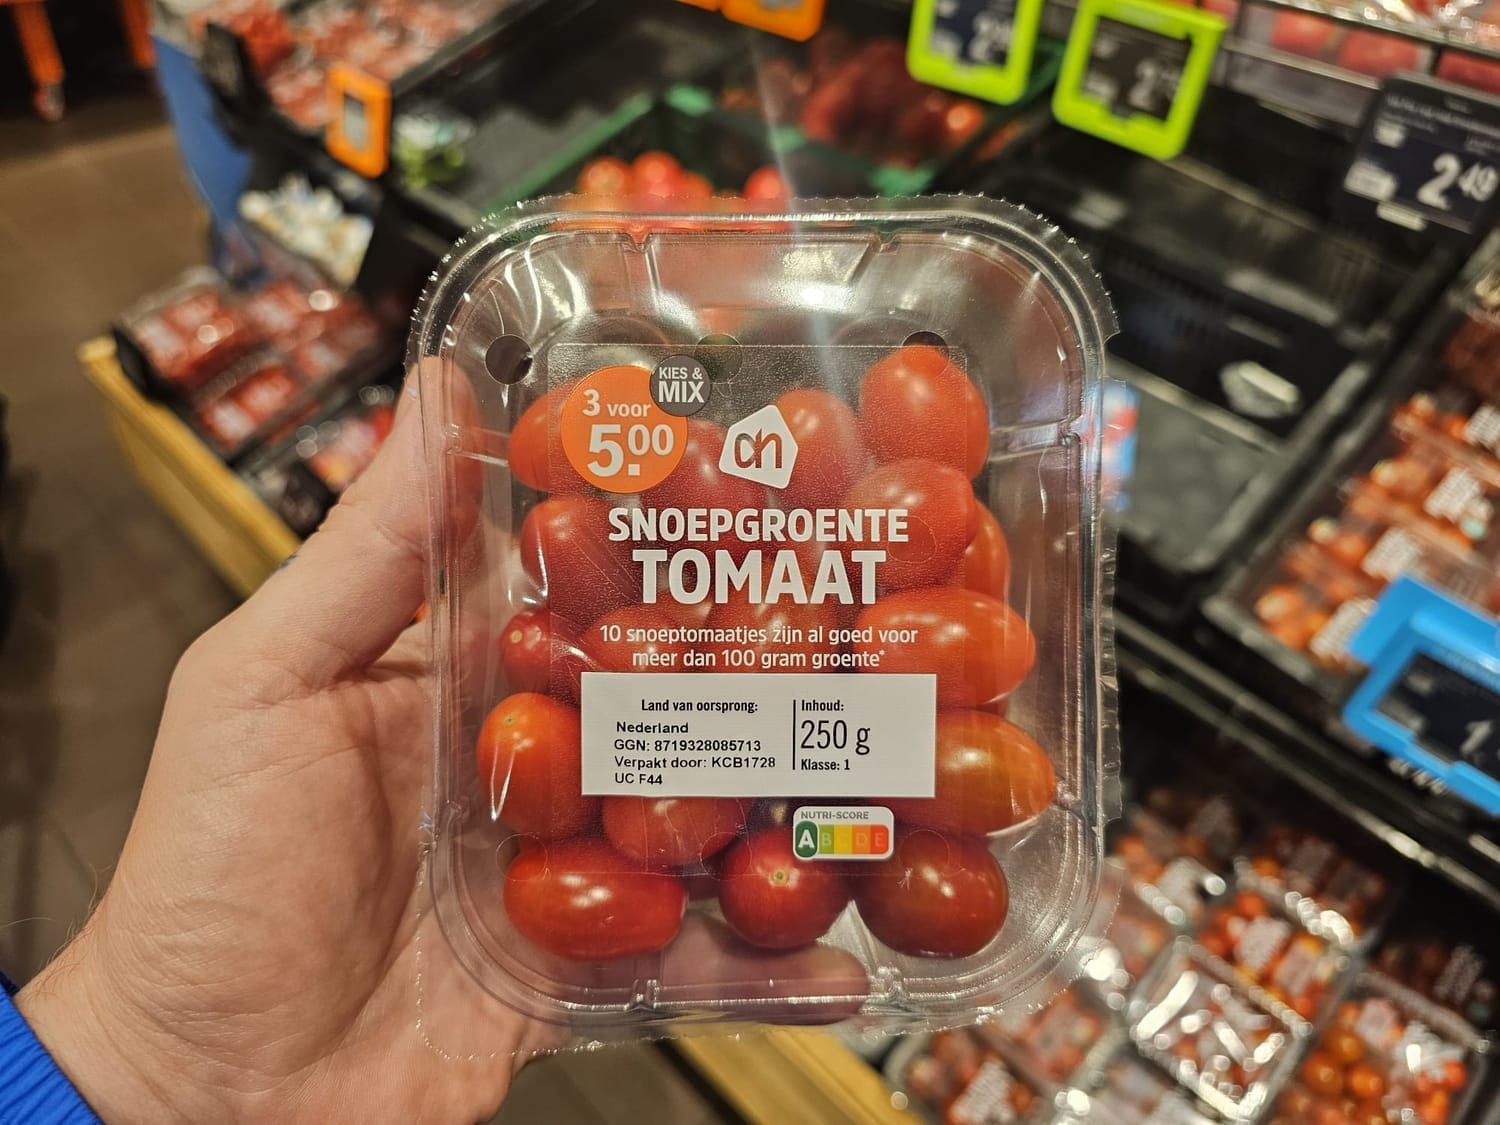 2.49
KIES &
MIX
3 VOOR
5.00
ah
SNOEPGROENTE
TOMAAT
10 snoeptomaatjes zijn al goed voor
meer dan 100 gram groente*
Land van oorsprong:
Nederland
GGN: 8719328085713
Verpakt door: KCB1728
UC F44
Inhoud:
250 g
Klasse: 1
NUTRI-SCORE
A B C D E